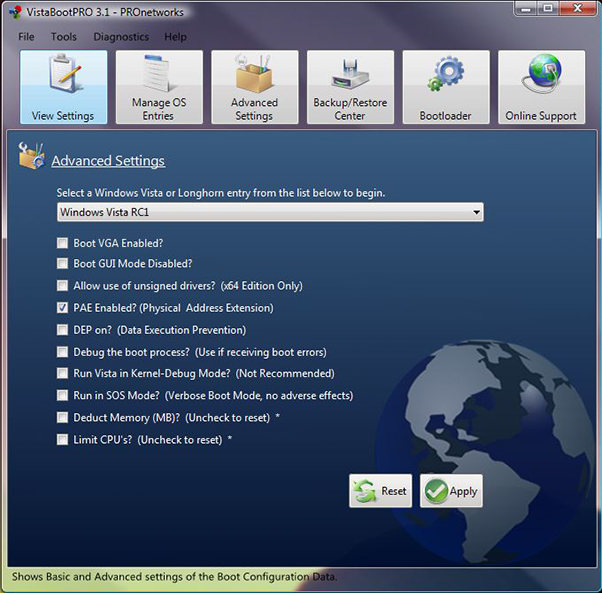 VistaBootPRO 3.1 - PROnetworks
File Tools Diagnostics Help
View Settings
Manage OS
Entries
Advanced
Settings
Backup/Restore
Center
Bootloader
Online Support
Advanced Settings
Select a Windows Vista or Longhorn entry from the list below to begin.
Windows Vista RC1
Boot VGA Enabled?
Boot GUI Mode Disabled?
Allow use of unsigned drivers? (x64 Edition Only)
PAE Enabled? (Physical Address Extension)
DEP on? (Data Execution Prevention)
Debug the boot process? (Use if receiving boot errors)
Run Vista in Kernel-Debug Mode? (Not Recommended)
Run in SOS Mode? (Verbose Boot Mode, no adverse effects)
Deduct Memory (MB)? (Uncheck to reset) *
Limit CPU's? (Uncheck to reset) *
Reset
Apply
Shows Basic and Advanced settings of the Boot Configuration Data.